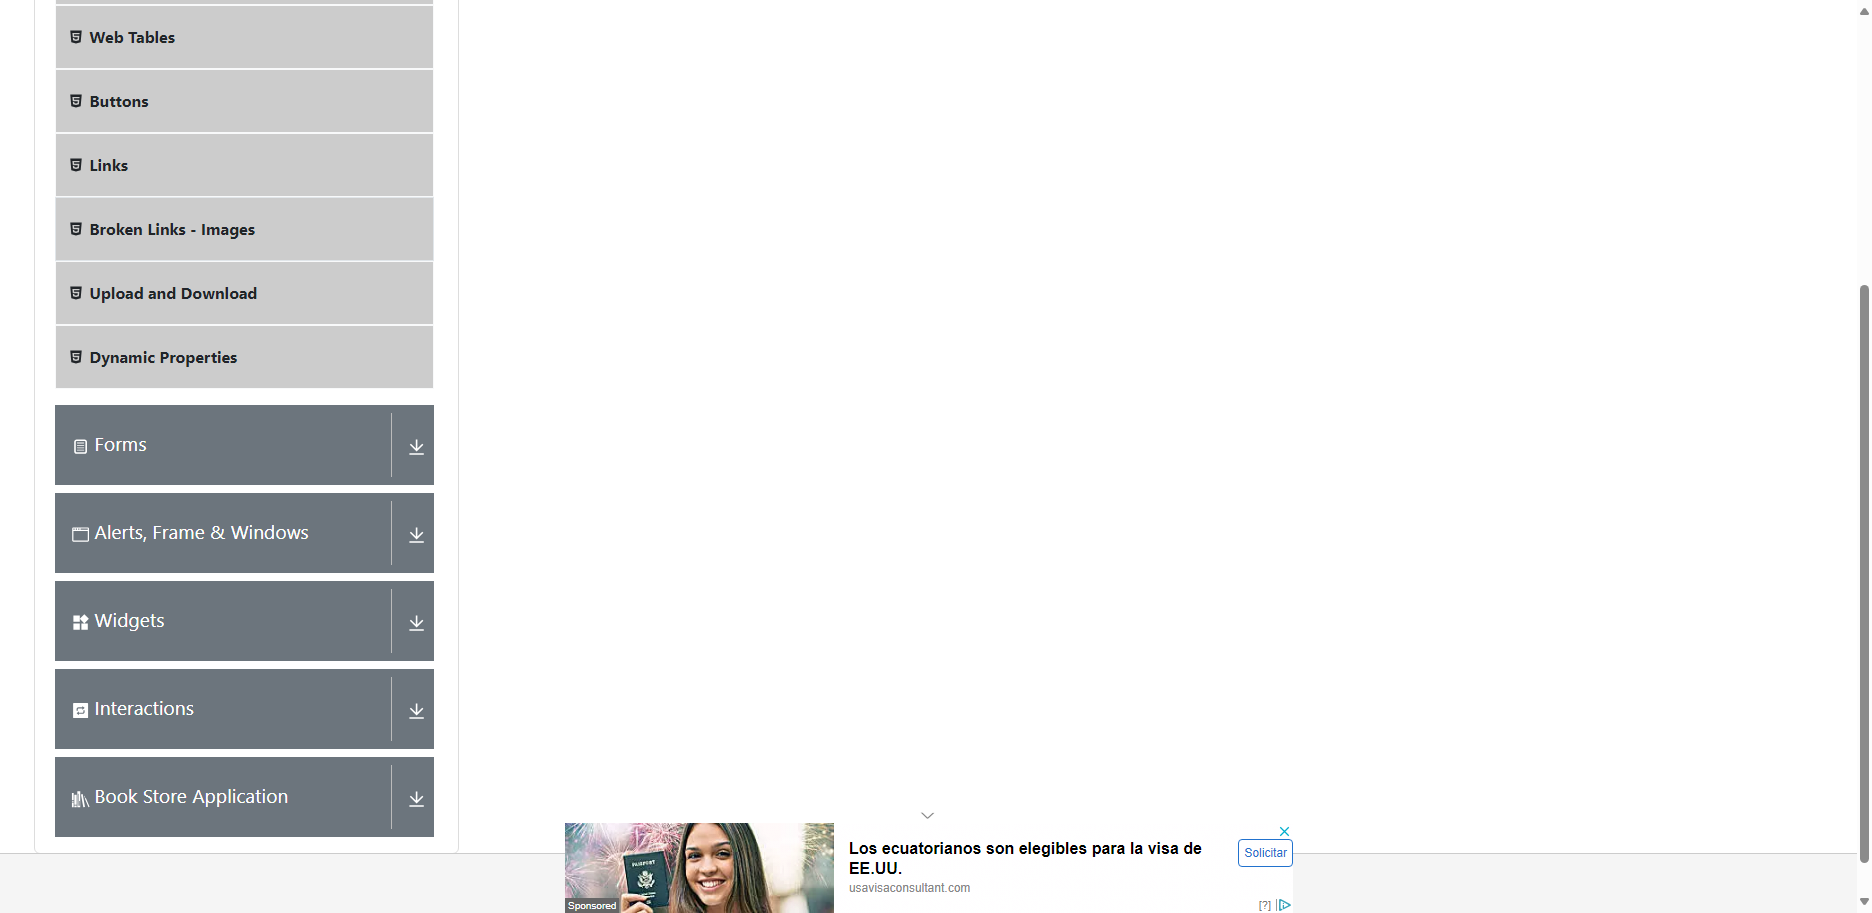 Web Tables
Buttons
Links
Broken Links - Images
Upload and Download
Dynamic Properties
Forms
Alerts, Frame & Windows
Widgets
Interactions
Book Store Application
PASSPORT
Los ecuatorianos son elegibles para la visa de
EE.UU.
usavisaconsultant.com
Solicitar
Sponsored
[?]